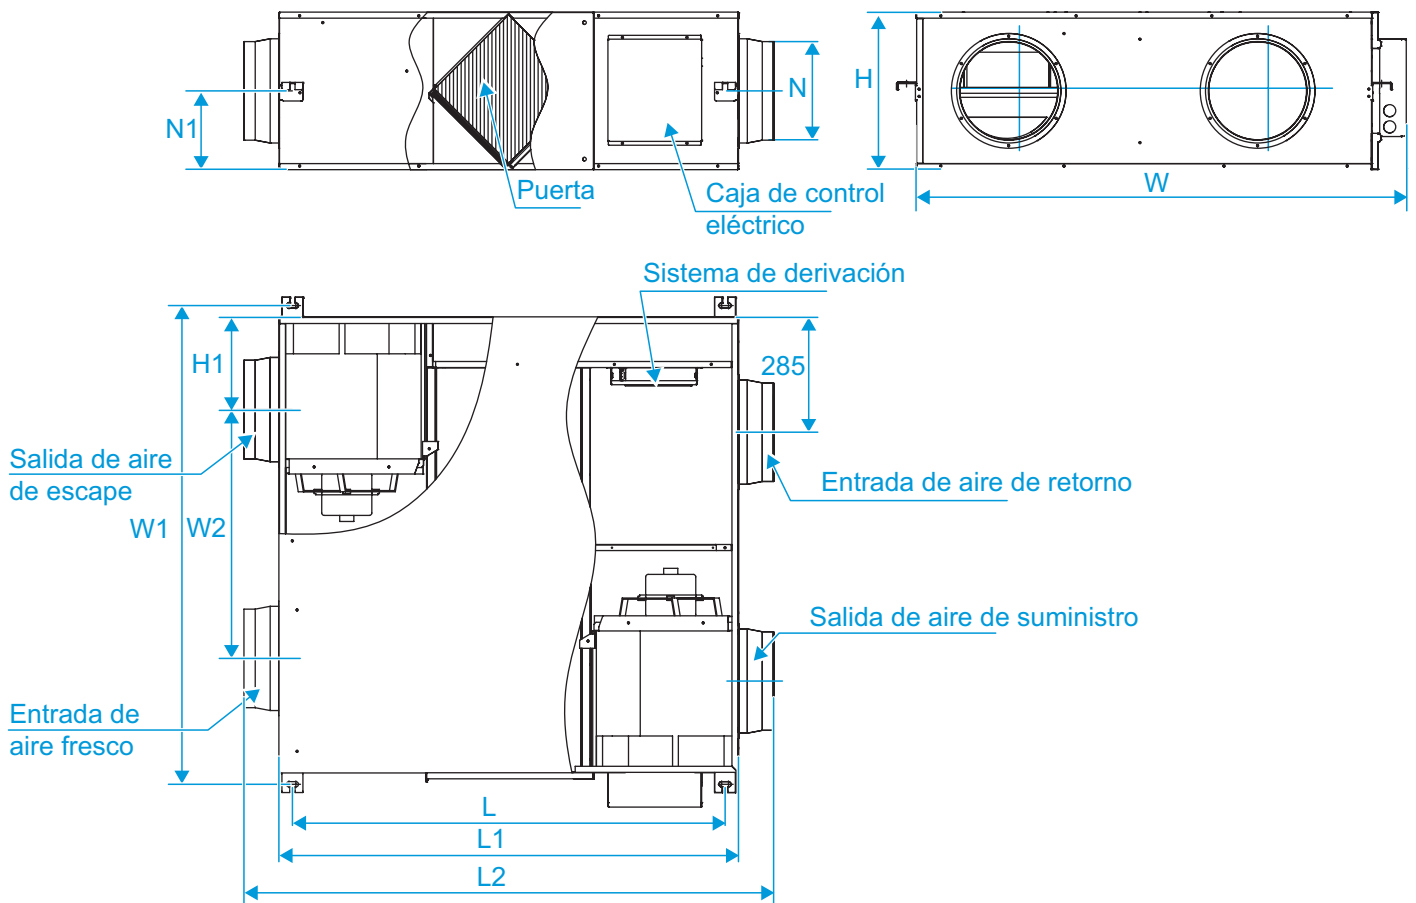 N1
N
H
W
Puerta
Caja de control
eléctrico
Sistema de derivación
H1
285
Salida de aire
de escape
W1
W2
Entrada de aire de retorno
Salida de aire de suministro
Entrada de
aire fresco
L
L1
L2